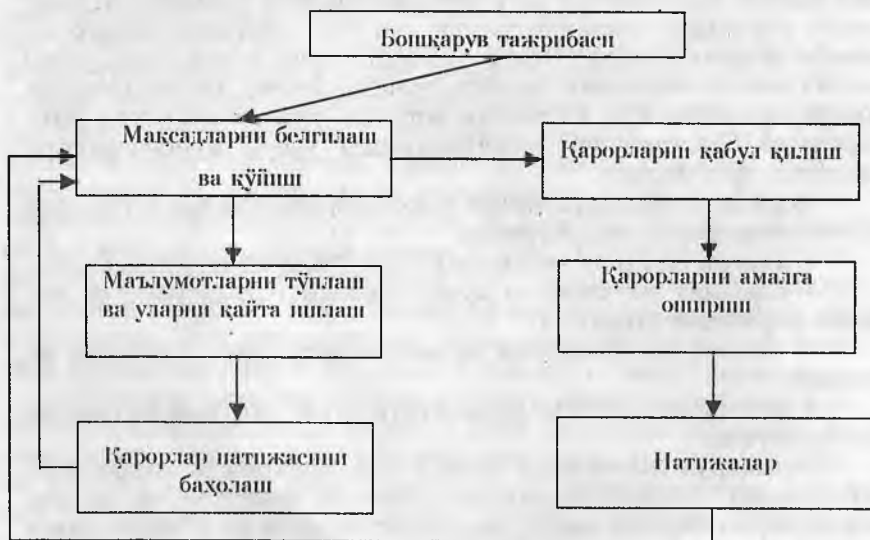 Бошқарув тажрибаси
Мақсадларни белгилаш
ва қўйиш
Қарорларни қабул қилиш
Маълумотларни тўплаш
ва уларни қайта ишлаш
Қарорларни амалга
ошириш
Қарорлар натижасини
баҳолаш
Натижалар